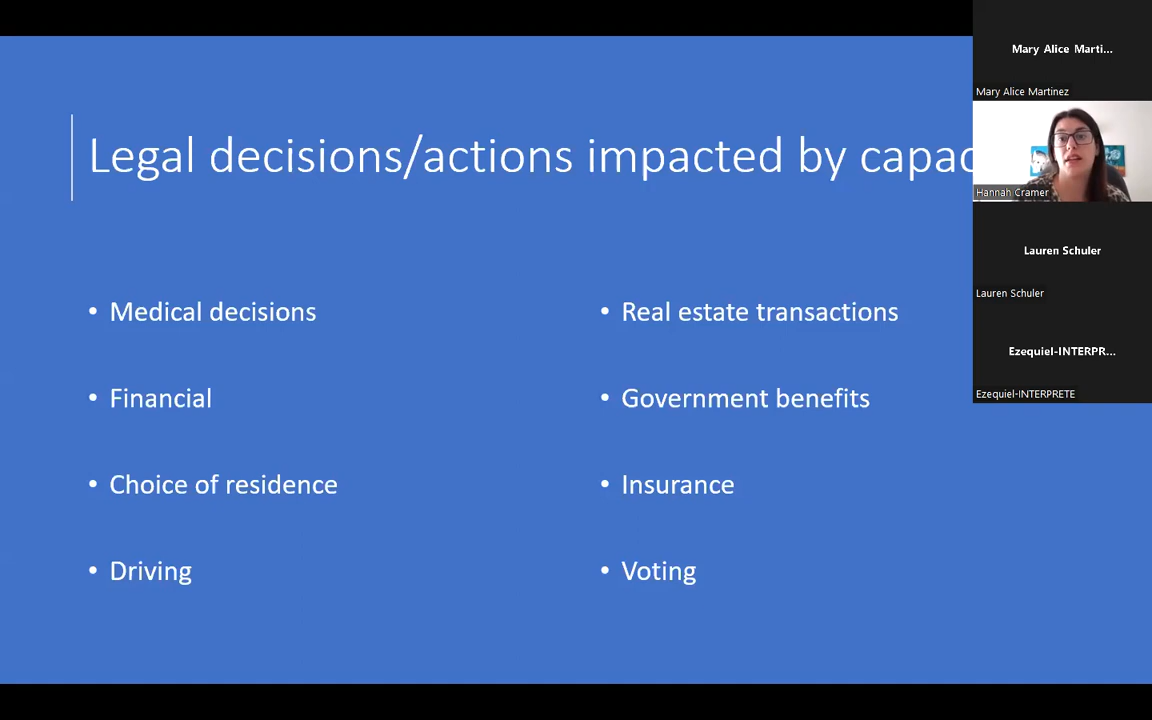 Legal decisions/actions impacted by capac
• Medical decisions
• Financial
• Choice of residence
• Driving
• Real estate transactions
• Government benefits
• Insurance
• Voting
Mary Alice Marti...
Mary Alice Martinez
Hannah Cramer
Lauren Schuler
Lauren Schuler
Ezequiel-INTERPR...
Ezequiel-INTERPRETE